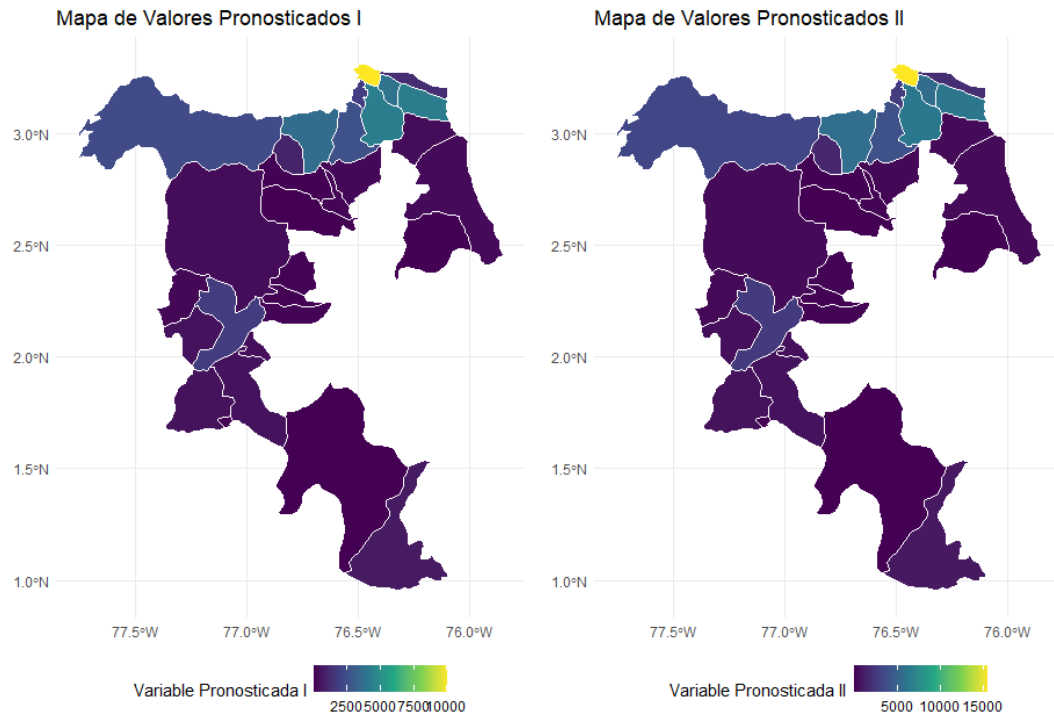 Mapa de Valores Pronosticados I
3.0°N
2.5°N
2.0°N
1.5°N
1.0°N
77.5°W 77.0°W 76.5°W 76.0°W
Variable Pronosticada I
2500 5000 7500 10000
Mapa de Valores Pronosticados II
3.0°N
2.5°N
2.0°N
1.5°N
1.0°N
77.5°W 77.0°W 76.5°W 76.0°W
Variable Pronosticada II
5000 10000 15000